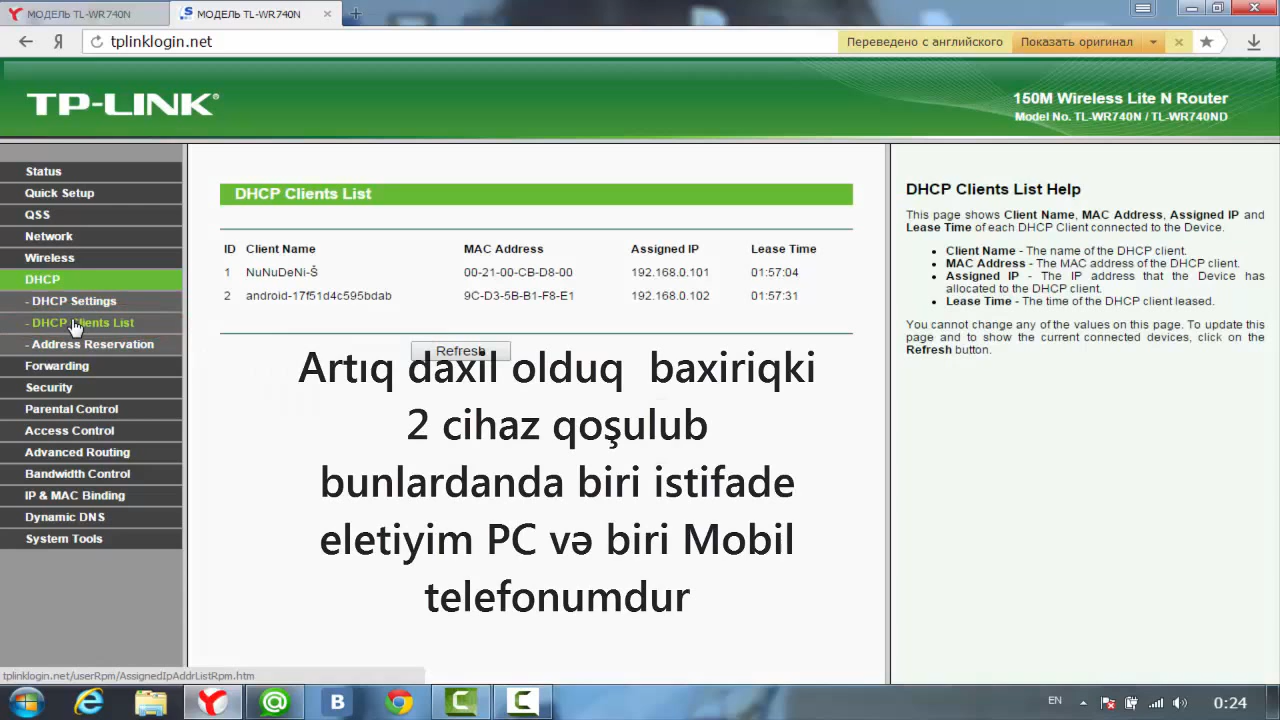 МОДЕЛЬ TL-WR740N
МОДЕЛЬ TL-WR740N
tplinklogin.net
Переведено с английского
Показать оригинал
TP-LINK®
150M Wireless Lite N Router
Model No. TL-WR740N / TL-WR740ND
Status
Quick Setup
QSS
Network
Wireless
DHCP
- DHCP Settings
- DHCP Clients List
- Address Reservation
Forwarding
Security
Parental Control
Access Control
Advanced Routing
Bandwidth Control
IP & MAC Binding
Dynamic DNS
System Tools
DHCP Clients List
ID Client Name MAC Address Assigned IP Lease Time
1 NuNuDeNi-Š 00-21-00-CB-D8-00 192.168.0.101 01:57:04
2 android-17f51d4c595bdab 9C-D3-5B-B1-F8-E1 192.168.0.102 01:57:31
Refresh
Artıq daxil olduq baxiriqki
2 cihaz qoşulub
bunlardanda biri istifade
eletiyim PC və biri Mobil
telefonumdur
DHCP Clients List Help
This page shows Client Name, MAC Address, Assigned IP and
Lease Time of each DHCP Client connected to the Device.
• Client Name - The name of the DHCP client.
• MAC Address - The MAC address of the DHCP client.
• Assigned IP - The IP address that the Device has
allocated to the DHCP client.
• Lease Time - The time of the DHCP client leased.
You cannot change any of the values on this page. To update this
page and to show the current connected devices, click on the
Refresh button.
tplinklogin.net/userRpm/AssignedIpAddrListRpm.htm
EN
0:24